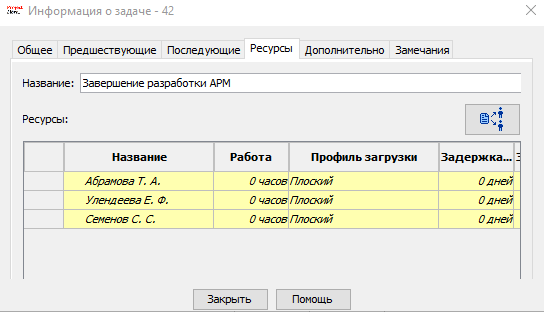 Информация о задаче - 42
Общее Предшествующие Последующие Ресурсы Дополнительно Замечания
Название: Завершение разработки АРМ
Ресурсы:
Название Работа Профиль загрузки Задержка...
Абрамова Т. А. 0 часов Плоский 0 дней
Улендеева Е. Ф. 0 часов Плоский 0 дней
Семенов С. С. 0 часов Плоский 0 дней
Закрыть Помощь